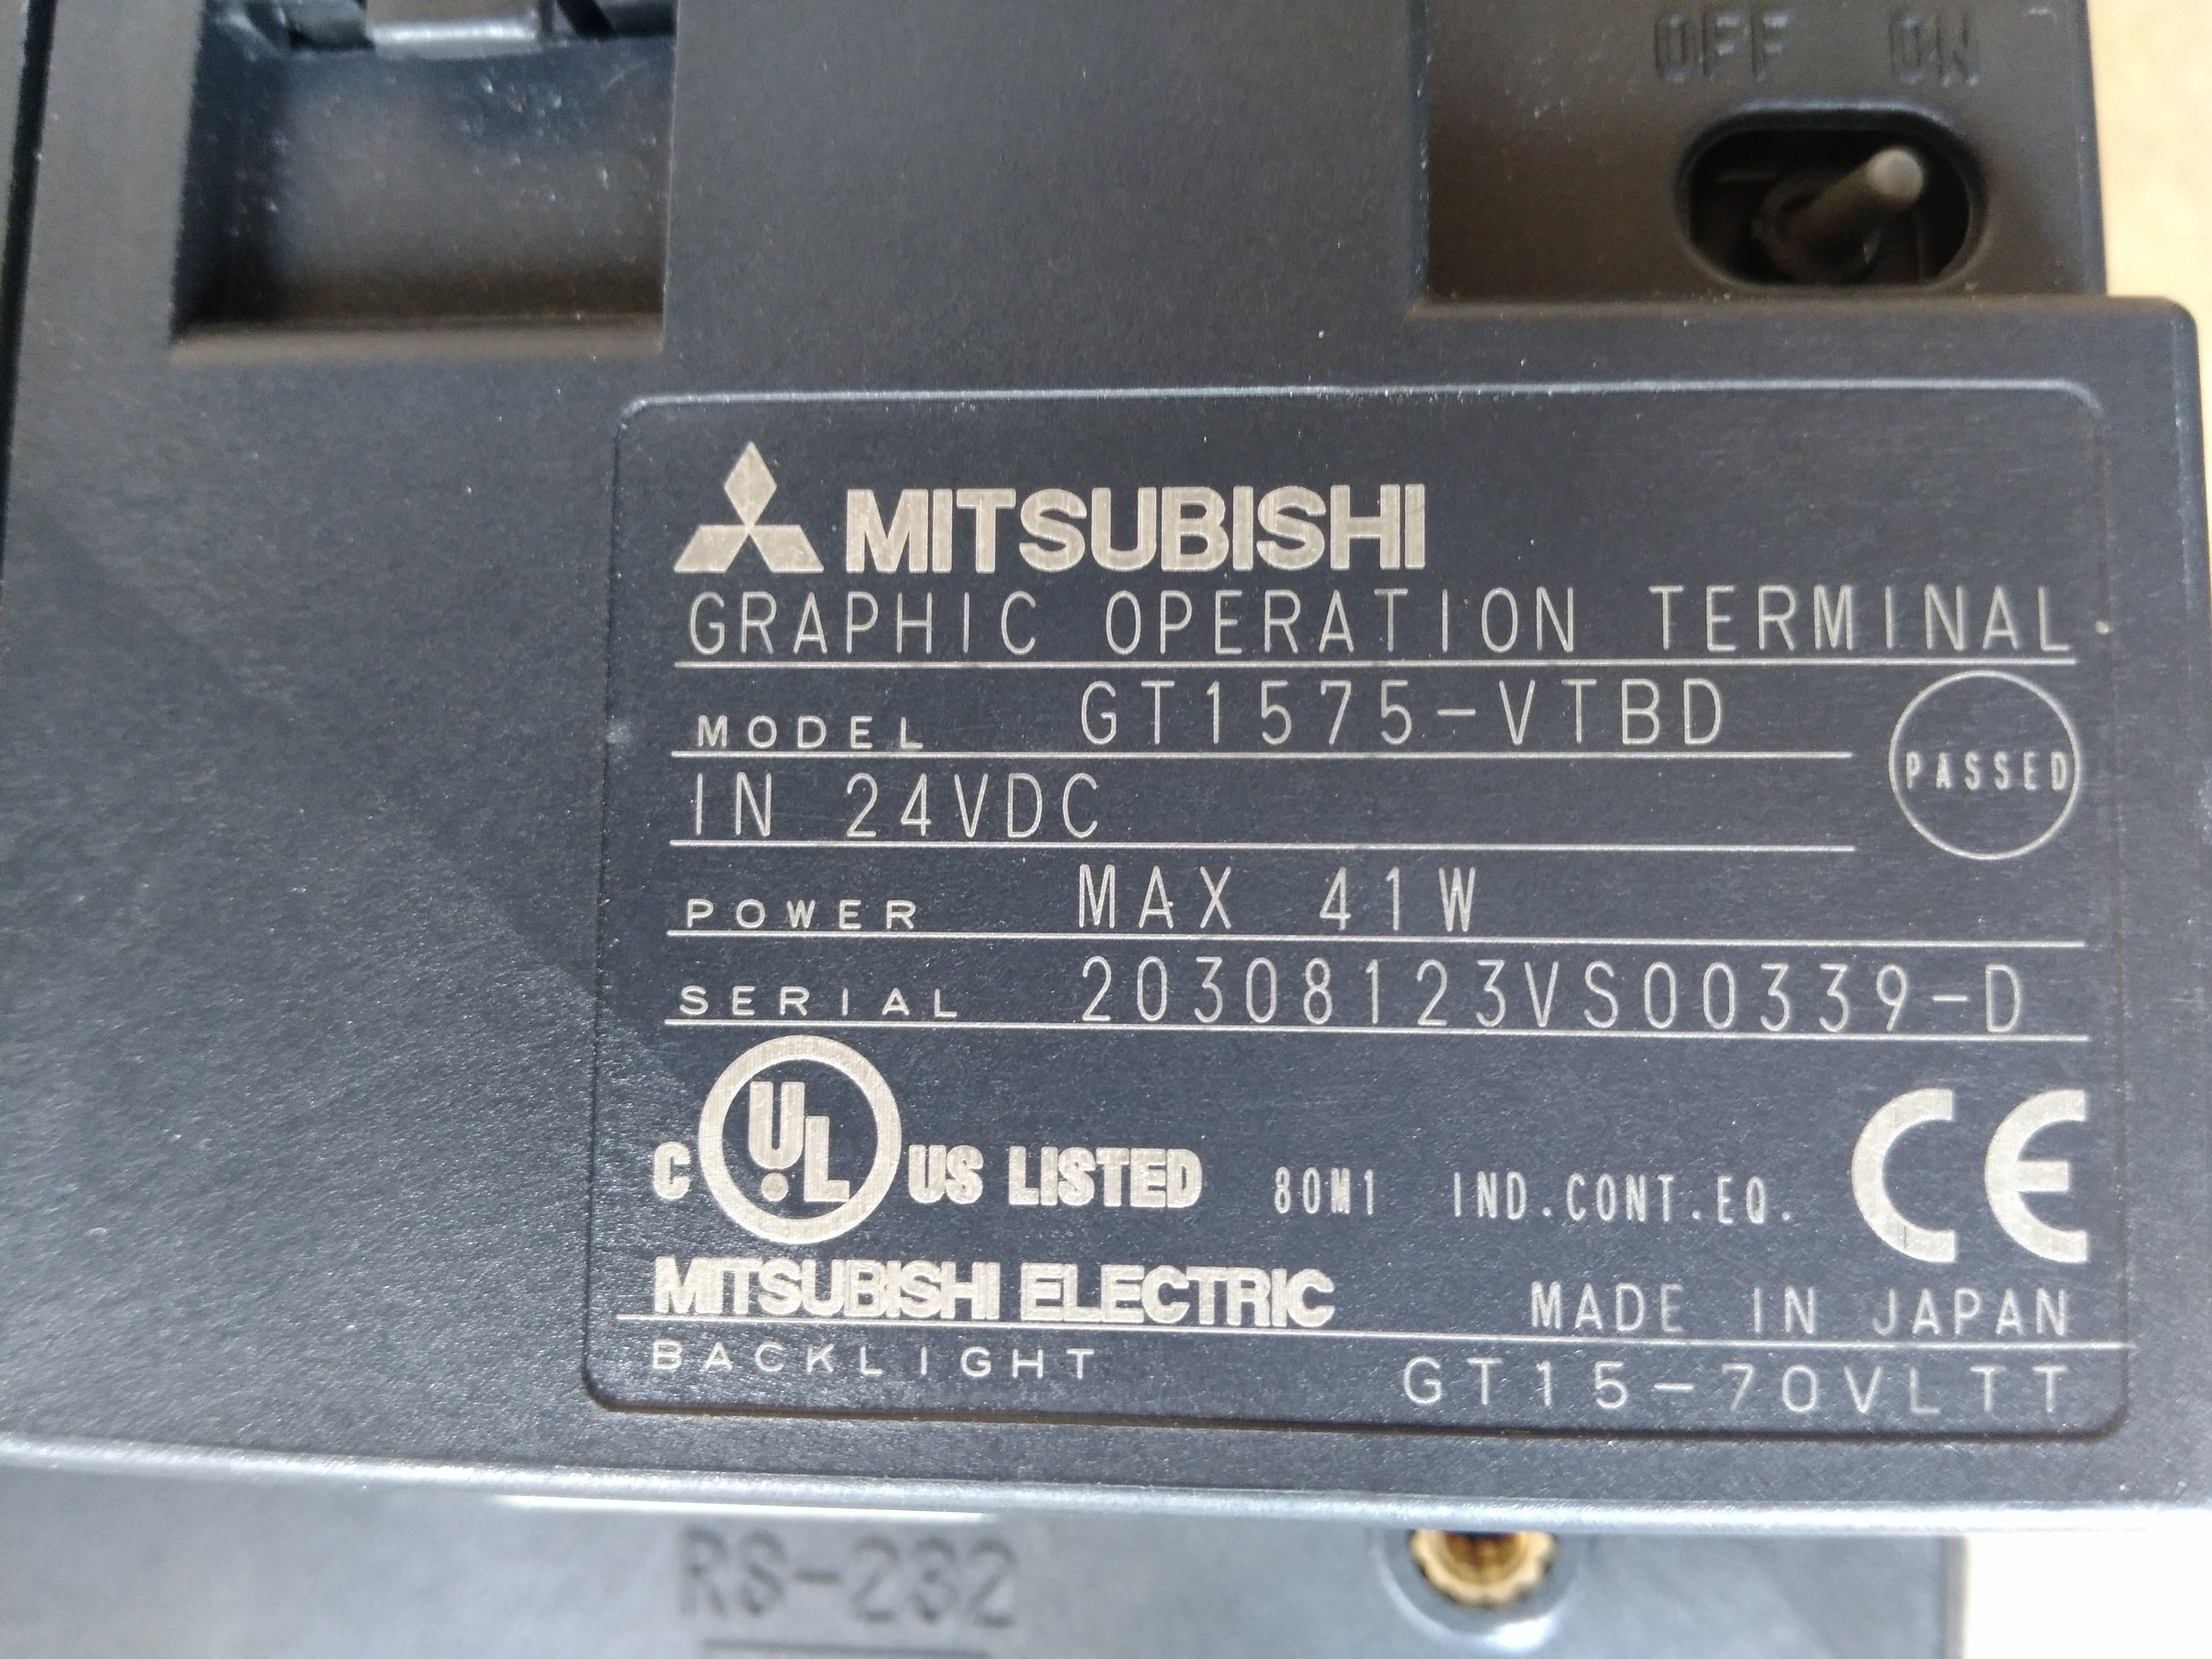 OFF ON
MITSUBISHI
GRAPHIC OPERATION TERMINAL
MODEL GT1575-VTBD
PASSED
IN 24VDC
POWER MAX 41W
SERIAL 20308123VS00339-D
C UL US LISTED 80M1 IND.CONT.EQ. CE
MITSUBISHI ELECTRIC MADE IN JAPAN
BACKLIGHT GT15-70VLTT
RS-232